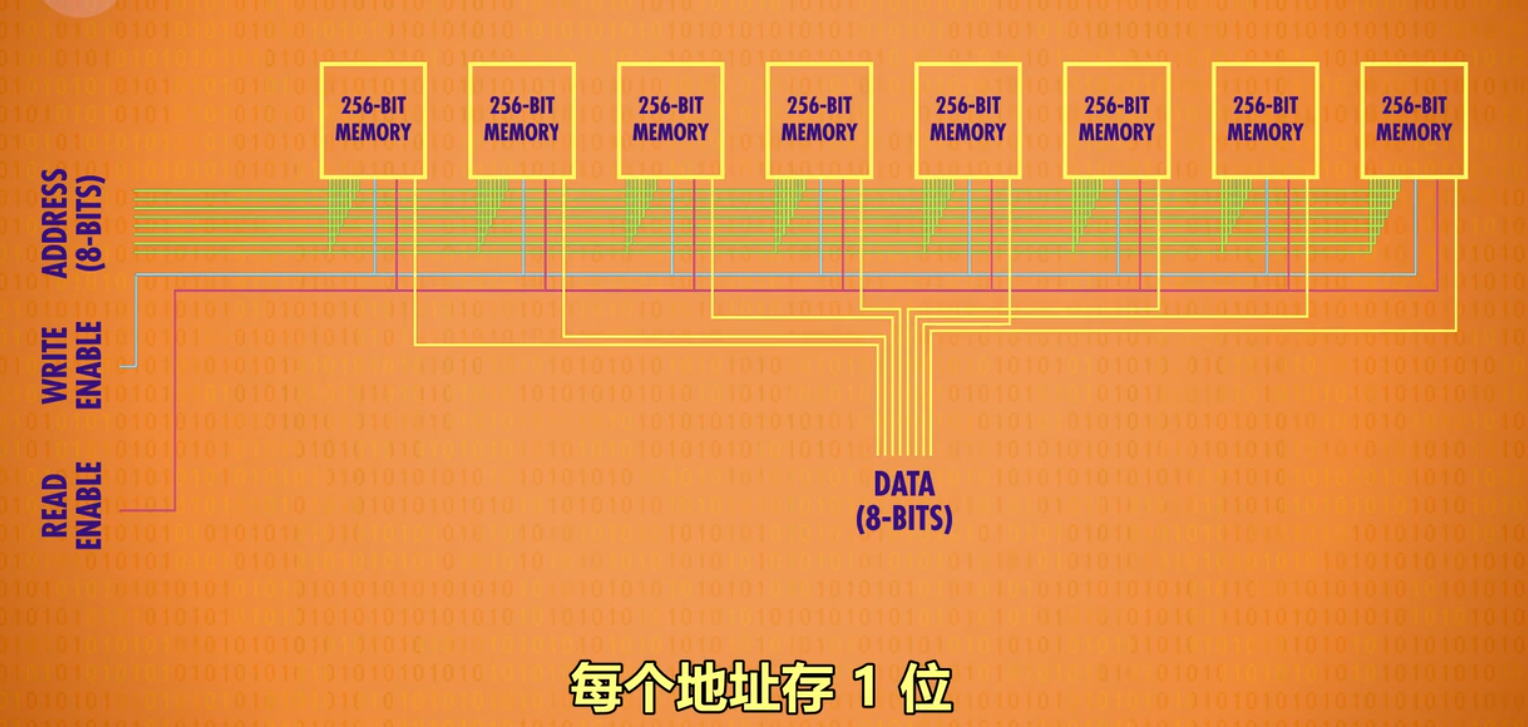 256-BIT
MEMORY
256-BIT
MEMORY
256-BIT
MEMORY
256-BIT
MEMORY
256-BIT
MEMORY
256-BIT
MEMORY
256-BIT
MEMORY
256-BIT
MEMORY
ADDRESS
(8-BITS)
WRITE
ENABLE
READ
ENABLE
DATA
(8-BITS)
每个地址存 1 位